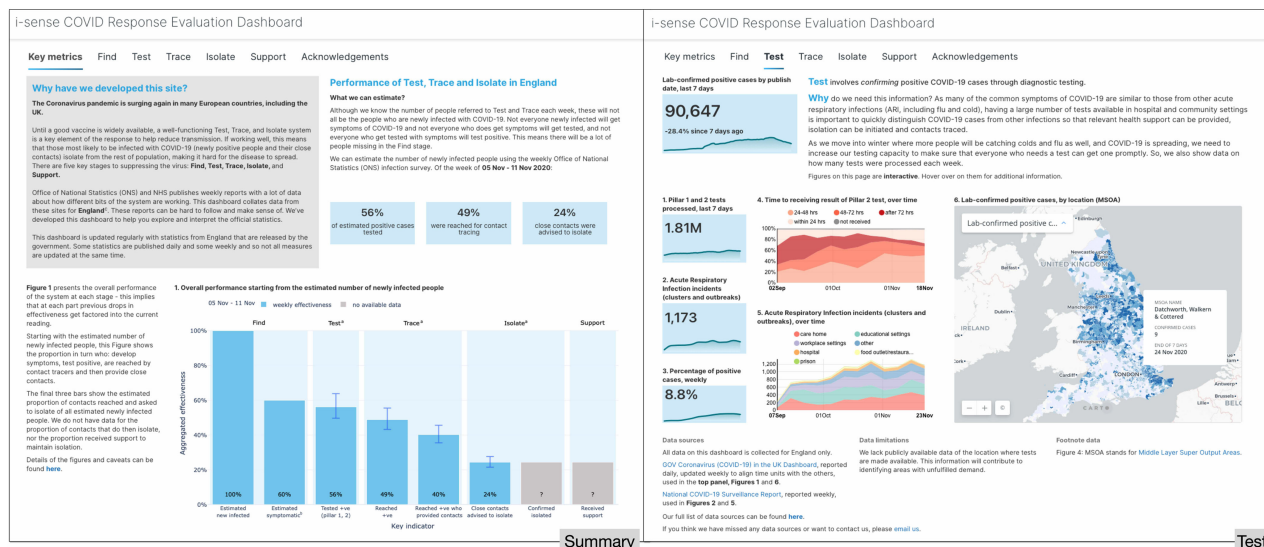 i-sense COVID Response Evaluation Dashboard
Key metrics Find Test Trace Isolate Support Acknowledgements
Why have we developed this site?
The Coronavirus pandemic is surging again in many European countries, including the
UK.
Until a good vaccine is widely available, a well-functioning Test, Trace, and Isolate system
is a key element of the response to help reduce transmission. If working well, this means
that those most likely to be infected with COVID-19 (newly positive people and their close
contacts) isolate from the rest of population, making it hard for the disease to spread.
There are five key stages to suppressing the virus: Find, Test, Trace, Isolate, and
Support.
Office of National Statistics (ONS) and NHS publishes weekly reports with a lot of data
about how different bits of the system are working. This dashboard collates data from
these sites for England. These reports can be hard to follow and make sense of. We've
developed this dashboard to help you explore and interpret the official statistics.
This dashboard is updated regularly with statistics from England that are released by the
government. Some statistics are published daily and some weekly and so not all measures
are updated at the same time.
Performance of Test, Trace and Isolate in England
What we can estimate?
Although we know the number of people referred to Test and Trace each week, these will not
all be the people who are newly infected with COVID-19. Not everyone newly infected will get
symptoms of COVID-19 and not everyone who does get symptoms will get tested, and not
everyone who get tested with symptoms will test positive. This means there will be a lot of
people missing in the Find stage.
We can estimate the number of newly infected people using the weekly Office of National
Statistics (ONS) infection survey. Of the week of 05 Nov - 11 Nov 2020:
56%
of estimated positive cases
tested
49%
were reached for contact
tracing
24%
close contacts were
advised to isolate
Figure 1 presents the overall performance
of the system at each stage - this implies
that at each part previous drops in
effectiveness get factored into the current
reading.
Starting with the estimated number of
newly infected people, this Figure shows
the proportion in turn who: develop
symptoms, test positive, are reached by
contact tracers and then provide close
contacts.
The final three bars show the estimated
proportion of contacts reached and asked
to isolate of all estimated newly infected
people. We do not have data for the
proportion of contacts that do then isolate,
nor the proportion received support to
maintain isolation.
Details of the figures and caveats can be
found here.
1. Overall performance starting from the estimated number of newly infected people
05 Nov - 11 Nov weekly effectiveness no available data
Find Testᵃ Traceᵃ Isolateᵃ Support
Aggregated effectiveness
100%
80%
60%
40%
20%
0%
100% 60% 56% 49% 40% 24% ? ?
Estimated Estimated Tested +ve Reached Reached +ve who Close contacts Confirmed Received
new infected symptomaticᵇ (pillar 1, 2) +ve provided contacts advised to isolate isolated support
Key indicator
Summary
i-sense COVID Response Evaluation Dashboard
Key metrics Find Test Trace Isolate Support Acknowledgements
Lab-confirmed positive cases by publish
date, last 7 days
90,647
-28.4% since 7 days ago
Test involves confirming positive COVID-19 cases through diagnostic testing.
Why do we need this information? As many of the common symptoms of COVID-19 are similar to those from other acute
respiratory infections (ARI, including flu and cold), having a large number of tests available in hospital and community settings
is important to quickly distinguish COVID-19 cases from other infections so that relevant health support can be provided,
isolation can be initiated and contacts traced.
As we move into winter where more people will be catching colds and flu as well, and COVID-19 is spreading, we need to
increase our testing capacity to make sure that everyone who needs a test can get one promptly. So, we also show data on
how many tests were processed each week.
Figures on this page are interactive. Hover over on them for additional information.
1. Pillar 1 and 2 tests
processed, last 7 days
1.81M
2. Acute Respiratory
Infection incidents
(clusters and outbreaks)
1,173
3. Percentage of positive
cases, weekly
8.8%
4. Time to receiving result of Pillar 2 test, over time
24-48 hrs 48-72 hrs after 72 hrs
within 24 hrs not received
100%
80%
60%
40%
20%
0%
02Sep 01Oct 01Nov 18Nov
5. Acute Respiratory Infection incidents (clusters and
outbreaks), over time
care home educational settings
workplace settings other
hospital food outlet/restaura...
prison
1,200
1,000
800
600
400
200
0
07Sep 01Oct 01Nov 23Nov
6. Lab-confirmed positive cases, by location (MSOA)
Lab-confirmed positive c...
Edinburgh
Newcastle
UNITED KINGDOM
Belfast
Dublin
IRELAND
Manchester
Birmingham
Cardiff
LONDON
Antwerp
Brussels
Lille
MSOA NAME
Datchworth, Walkern
& Cottered
CONFIRMED CASES
9
END OF 7 DAYS
24 Nov 2020
− + ©
CARTO
Data sources
All data on this dashboard is collected for England only.
GOV Coronavirus (COVID-19) in the UK Dashboard, reported
daily, updated weekly to align time units with the others,
used in the top panel, Figures 1 and 6.
National COVID-19 Surveillance Report, reported weekly,
used in Figures 2 and 5.
Our full list of data sources can be found here.
If you think we have missed any data sources or want to contact us, please email us.
Data limitations
We lack publicly available data of the location where tests
are made available. This information will contribute to
identifying areas with unfulfilled demand.
Footnote data
Figure 4: MSOA stands for Middle Layer Super Output Areas.
Test